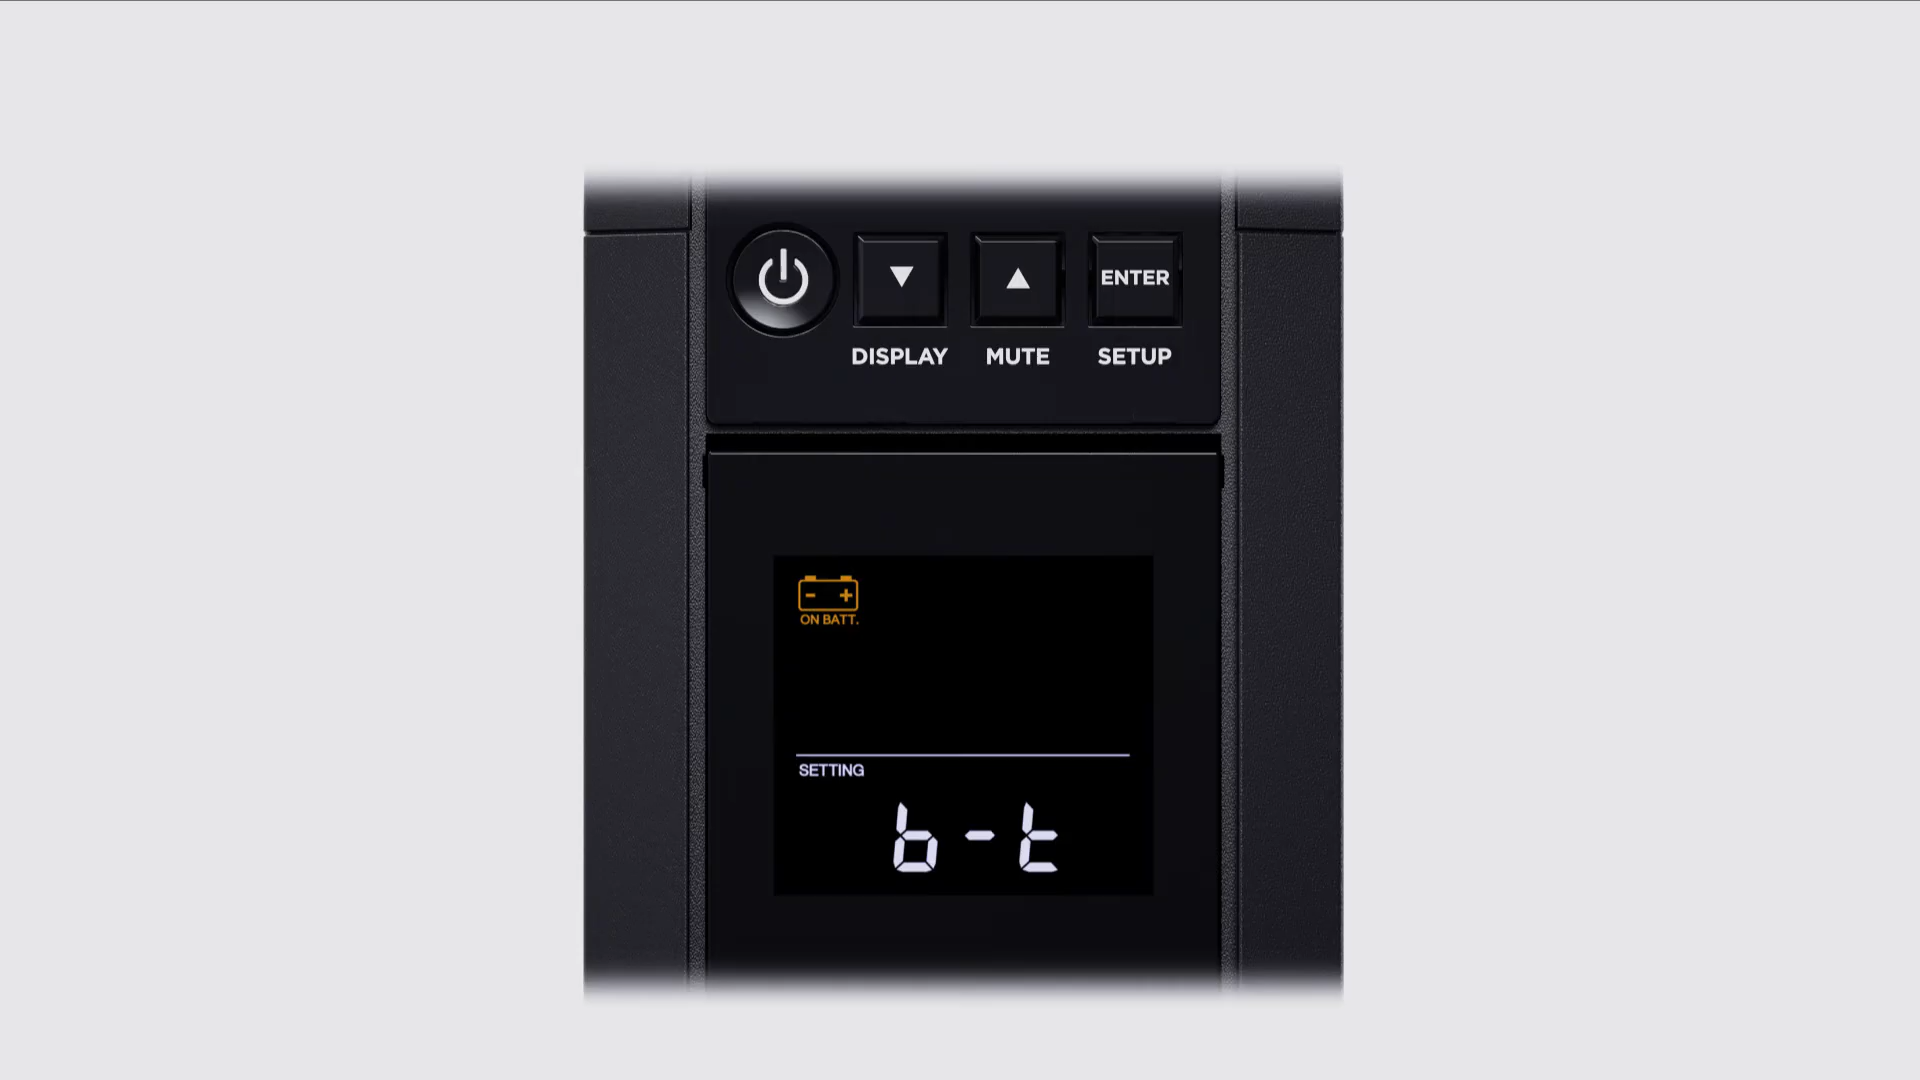 ENTER
DISPLAY MUTE SETUP
- +
ON BATT.
SETTING
b-t